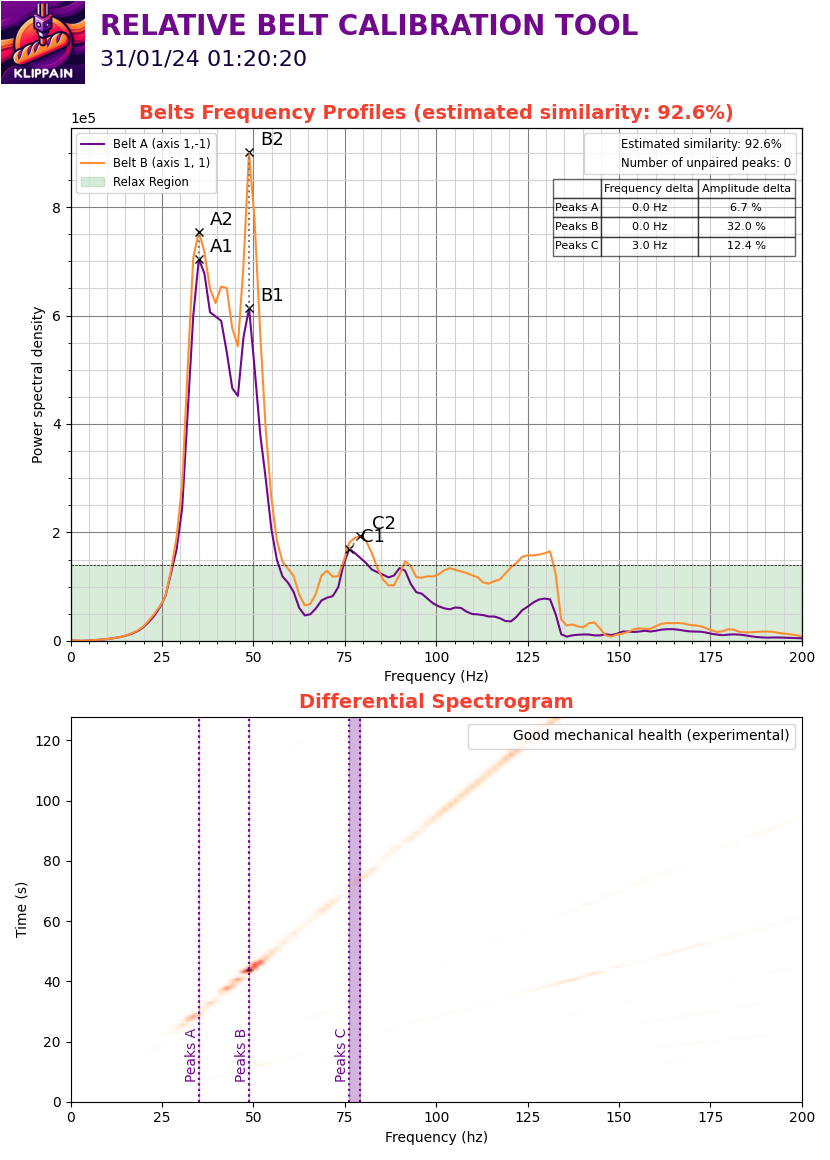 KLIPPAIN
RELATIVE BELT CALIBRATION TOOL
31/01/24 01:20:20
Belts Frequency Profiles (estimated similarity: 92.6%)
1e5
Belt A (axis 1,-1)
Belt B (axis 1, 1)
Relax Region
Estimated similarity: 92.6%
Number of unpaired peaks: 0
Frequency delta Amplitude delta
Peaks A 0.0 Hz 6.7 %
Peaks B 0.0 Hz 32.0 %
Peaks C 3.0 Hz 12.4 %
B2
A2
A1
B1
C2
C1
Power spectral density
8
6
4
2
0
0 25 50 75 100 125 150 175 200
Frequency (Hz)
Differential Spectrogram
Good mechanical health (experimental)
Time (s)
120
100
80
60
40
20
0
Peaks A
Peaks B
Peaks C
0 25 50 75 100 125 150 175 200
Frequency (hz)